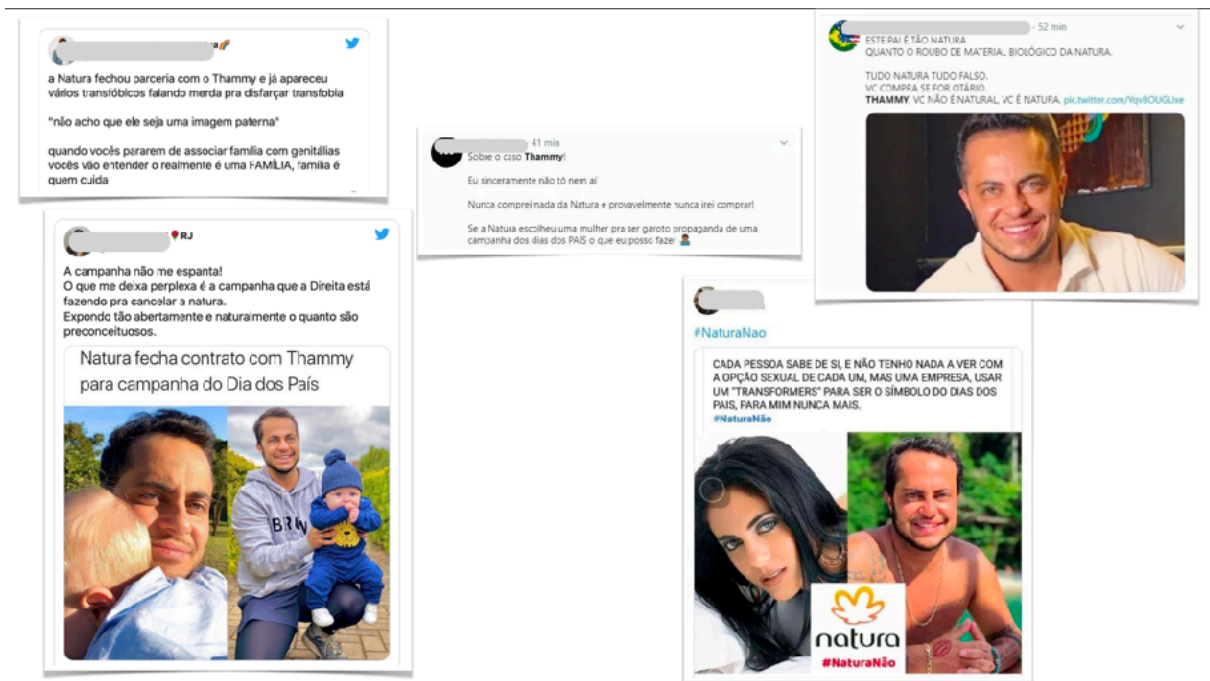 a Natura fechou parceria com o Thammy e já apareceu
vários transfóbicos falando merda pra disfarçar transfobia
"não acho que ele seja uma imagem paterna"
quando vocês pararem de associar família com genitálias
vocês vão entender o realmente é uma FAMÍLIA, família é
quem cuida
RJ
A campanha não me espanta!
O que me deixa perplexa é a campanha que a Direita está
fazendo pra cancelar a natura.
Expondo tão abertamente e naturalmente o quanto são
preconceituosos.
Natura fecha contrato com Thammy
para campanha do Dia dos País
· 41 min
Sobre o caso Thammy!
Eu sinceramente não tô nem aí
Nunca comprei nada da Natura e provavelmente nunca irei comprar!
Se a Natura escolheu uma mulher pra ser garoto propaganda de uma
campanha dos dias dos PAIS o que eu posso fazer
· 52 min
ESTE PAI É TÃO NATURA
QUANTO O ROUBO DE MATERIAL BIOLÓGICO DA NATURA.
TUDO NATURA TUDO FALSO.
VC COMPRA SE FOR OTÁRIO.
THAMMY, VC NÃO É NATURAL, VC É NATURA. pic.twitter.com/
#NaturaNao
CADA PESSOA SABE DE SI, E NÃO TENHO NADA A VER COM
A OPÇÃO SEXUAL DE CADA UM, MAS UMA EMPRESA, USAR
UM "TRANSFORMERS" PARA SER O SÍMBOLO DO DIAS DOS
PAIS, PARA MIM NUNCA MAIS.
#NaturaNão
natura
#NaturaNão